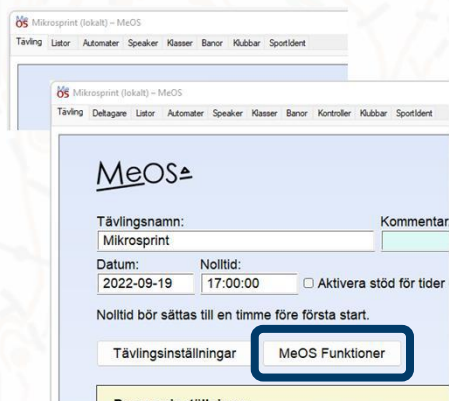 MeOS Mikrosprint (lokalt) – MeOS
Tävling Listor Automater Speaker Klasser Banor Klubbar SportIdent
MeOS Mikrosprint (lokalt) – MeOS
Tävling Deltagare Listor Automater Speaker Klasser Banor Kontroller Klubbar SportIdent
MeOS
Tävlingsnamn: Kommentar
Mikrosprint
Datum: Nolltid:
2022-09-19 17:00:00 Aktivera stöd för tider
Nolltid bör sättas till en timme före första start.
Tävlingsinställningar MeOS Funktioner